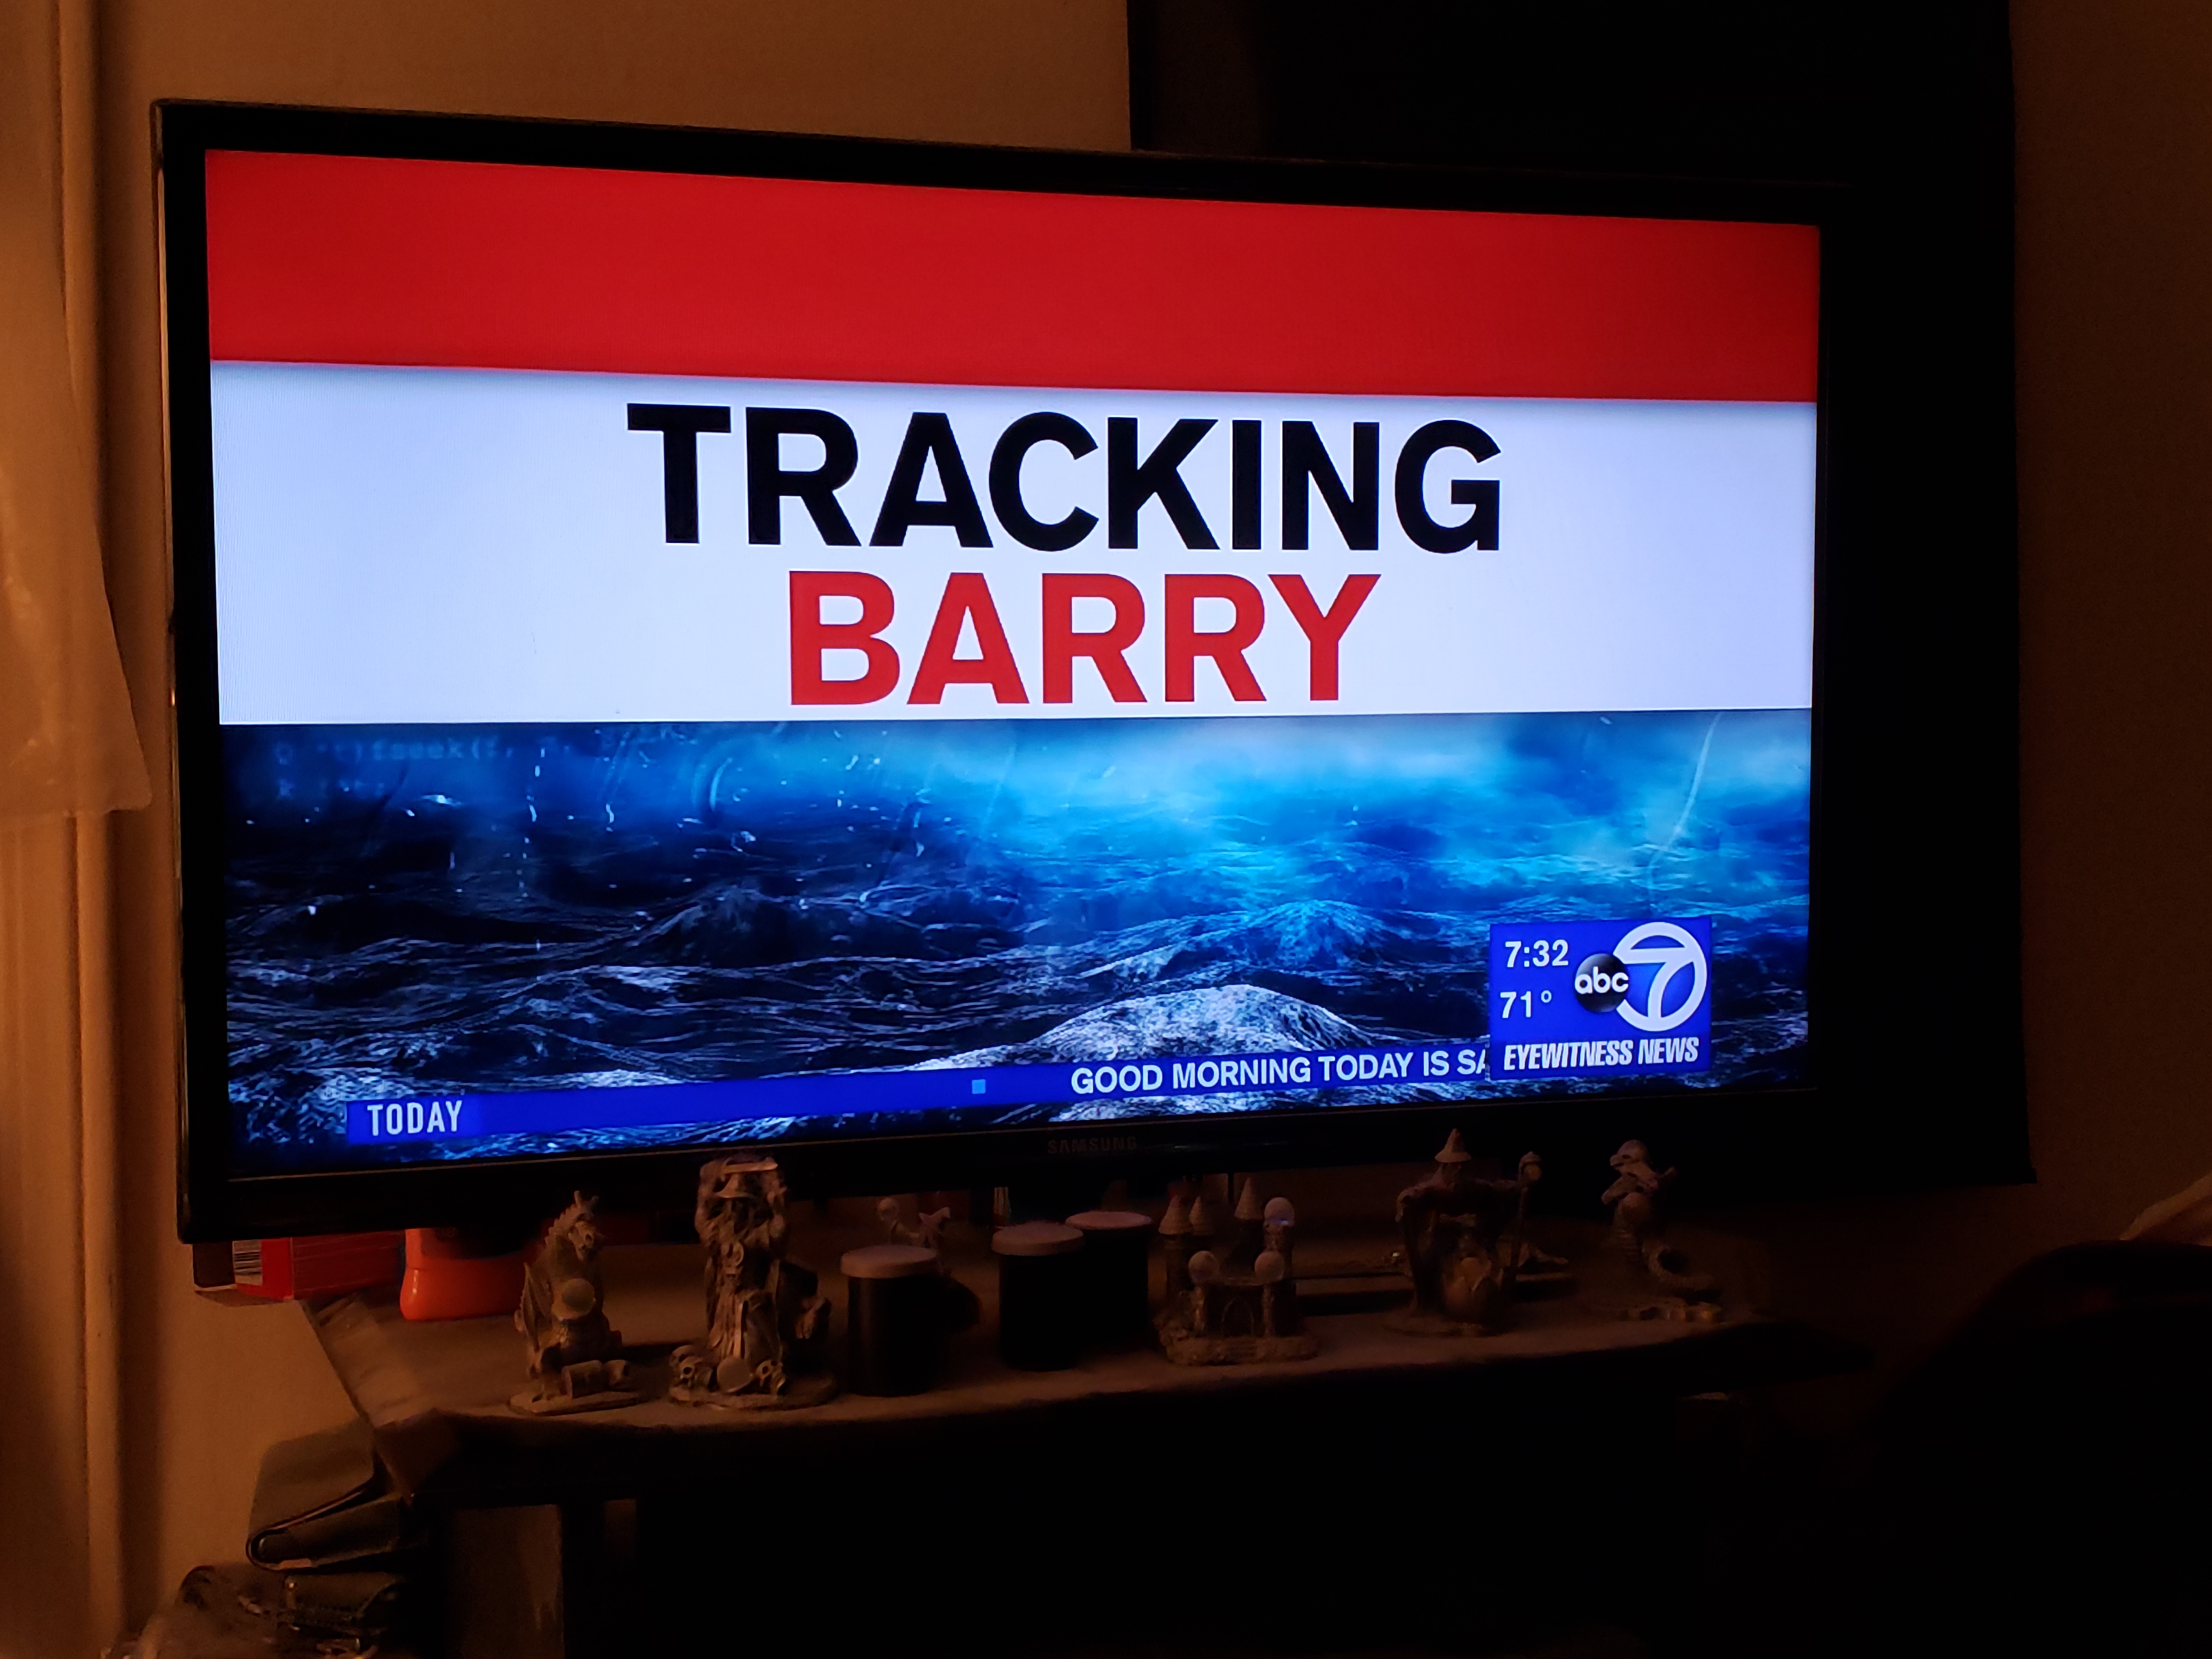 TRACKING
BARRY
7:32
71°
abc 7
EYEWITNESS NEWS
GOOD MORNING TODAY IS SA
TODAY
SAMSUNG